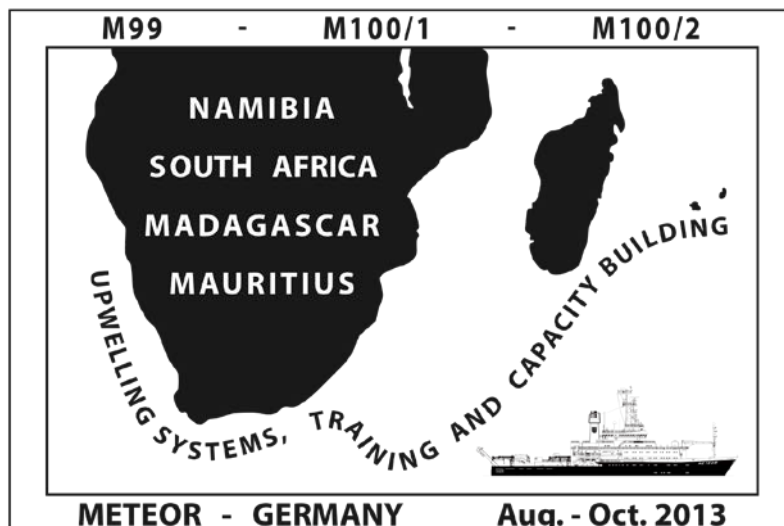 M99 - M100/1 - M100/2
NAMIBIA
SOUTH AFRICA
MADAGASCAR
MAURITIUS
UPWELLING SYSTEMS, TRAINING AND CAPACITY BUILDING
METEOR - GERMANY Aug. - Oct. 2013